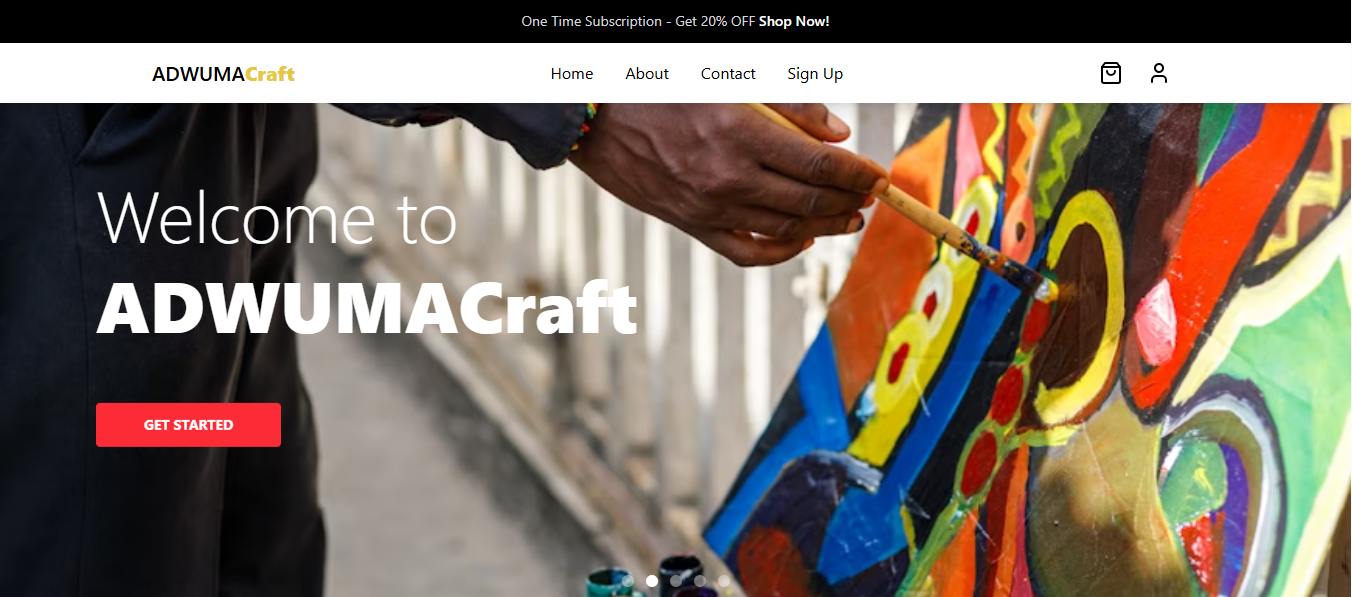 One Time Subscription - Get 20% OFF Shop Now!
ADWUMACraft
Home
About
Contact
Sign Up
Welcome to
ADWUMACraft
GET STARTED